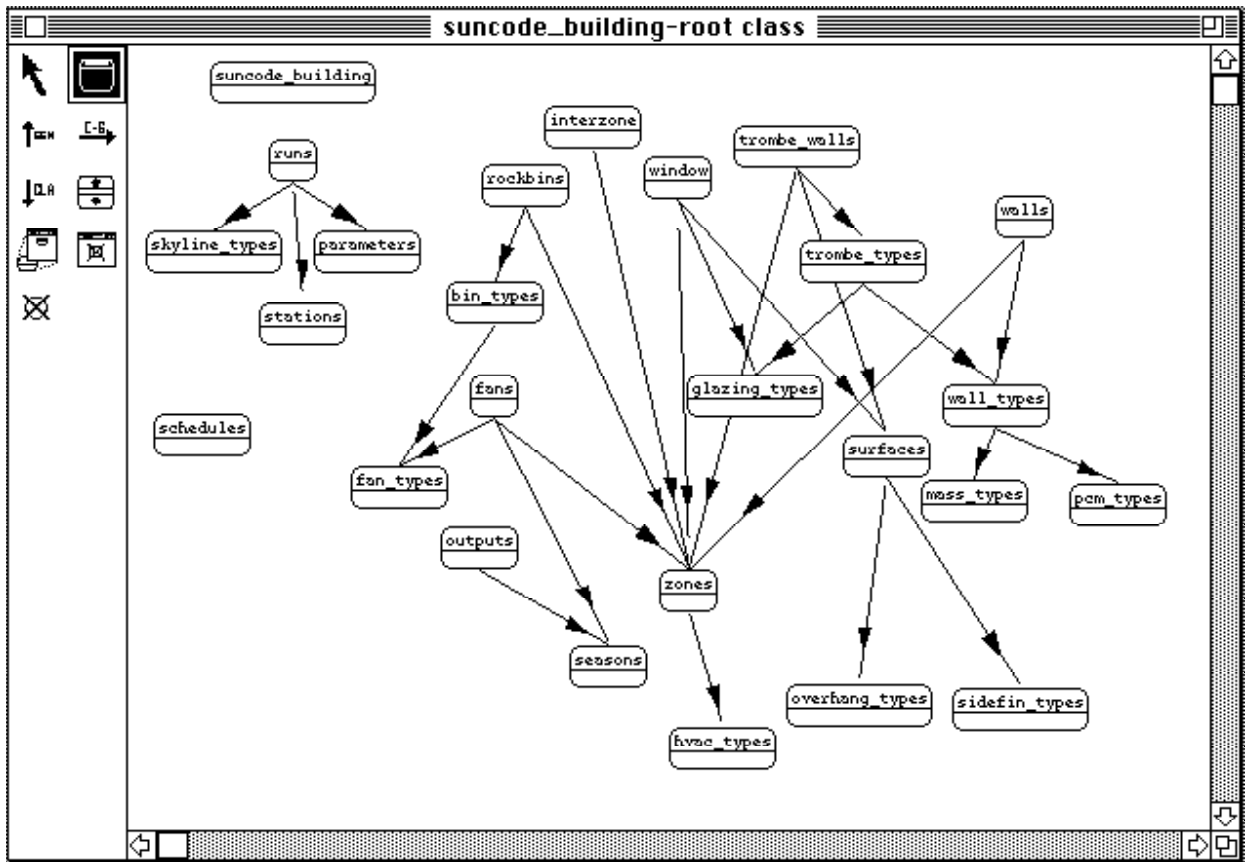 suncode_building-root class
suncode_building
interzone
trombe_walls
runs
window
rockbins
walls
skyline_types
parameters
trombe_types
bin_types
stations
fans
glazing_types
wall_types
schedules
surfaces
fan_types
mass_types
pcm_types
outputs
zones
seasons
overhang_types
sidefin_types
hvac_types
C-G